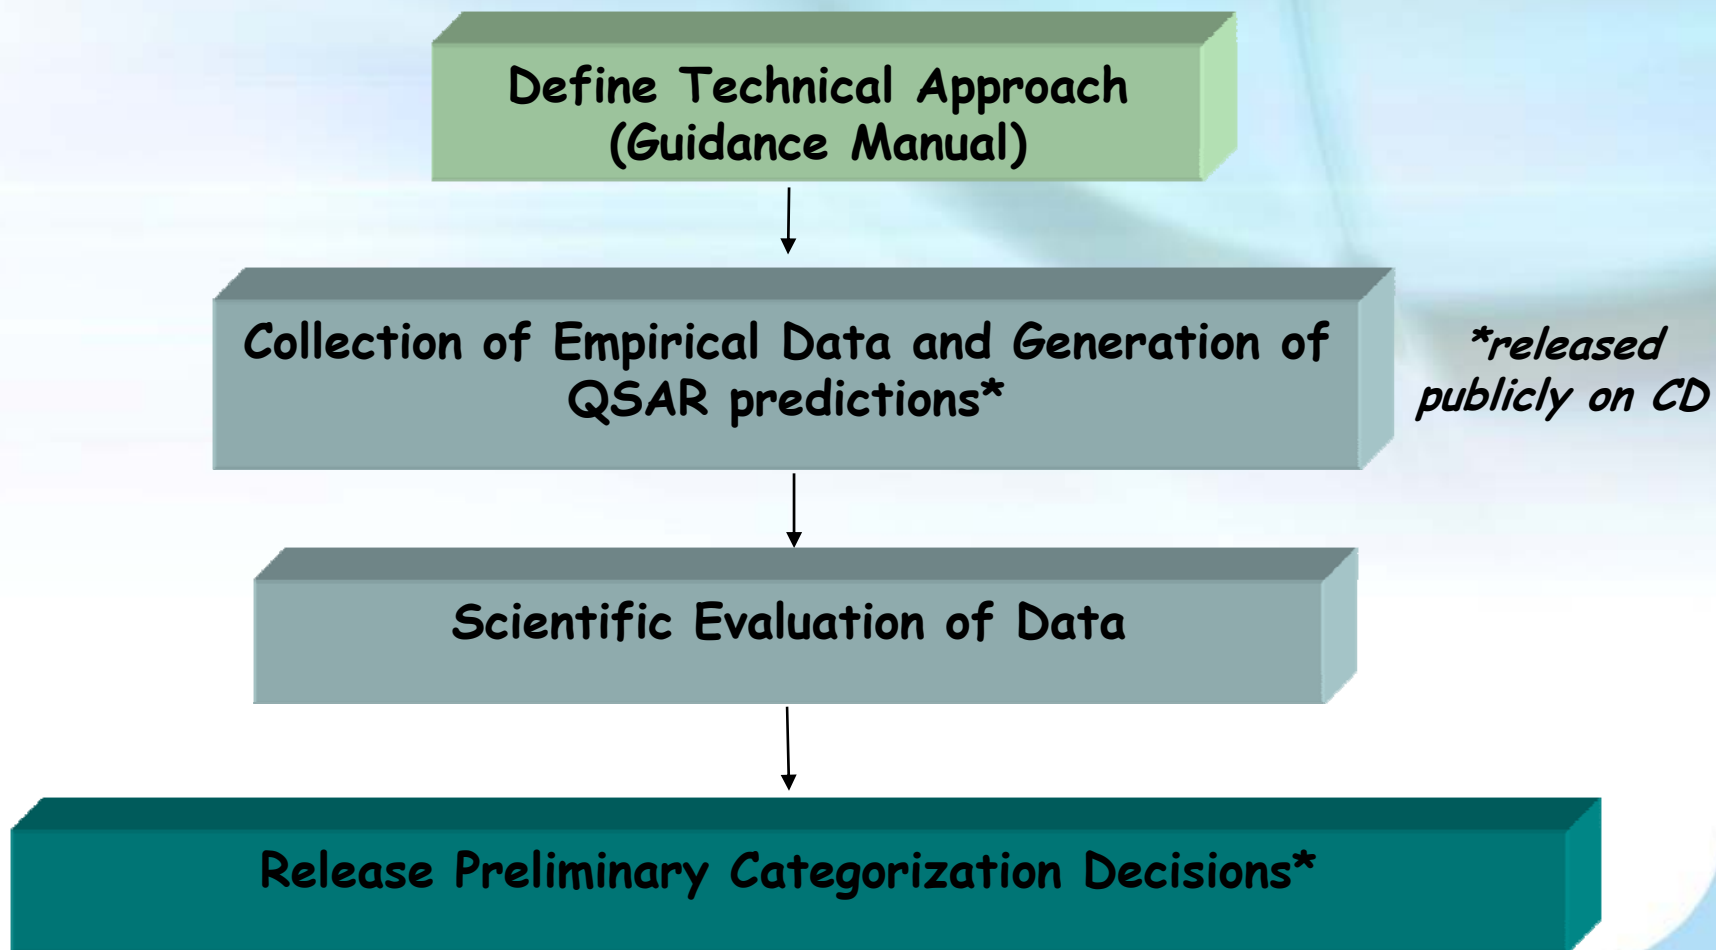 Define Technical Approach
(Guidance Manual)
Collection of Empirical Data and Generation of
QSAR predictions*
*released
publicly on CD
Scientific Evaluation of Data
Release Preliminary Categorization Decisions*